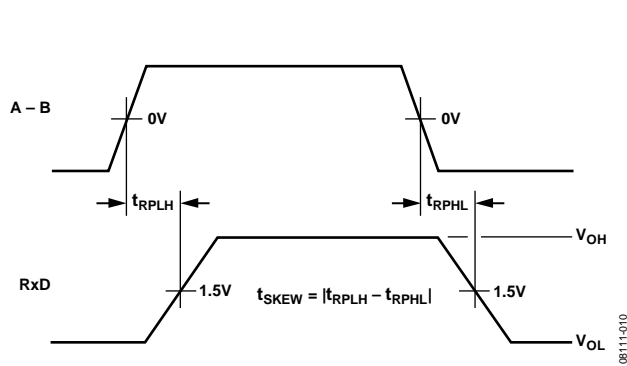 A – B
0V
0V
tRPLH
tRPHL
VOH
RxD
1.5V
tSKEW = |tRPLH – tRPHL|
1.5V
VOL
08111-010